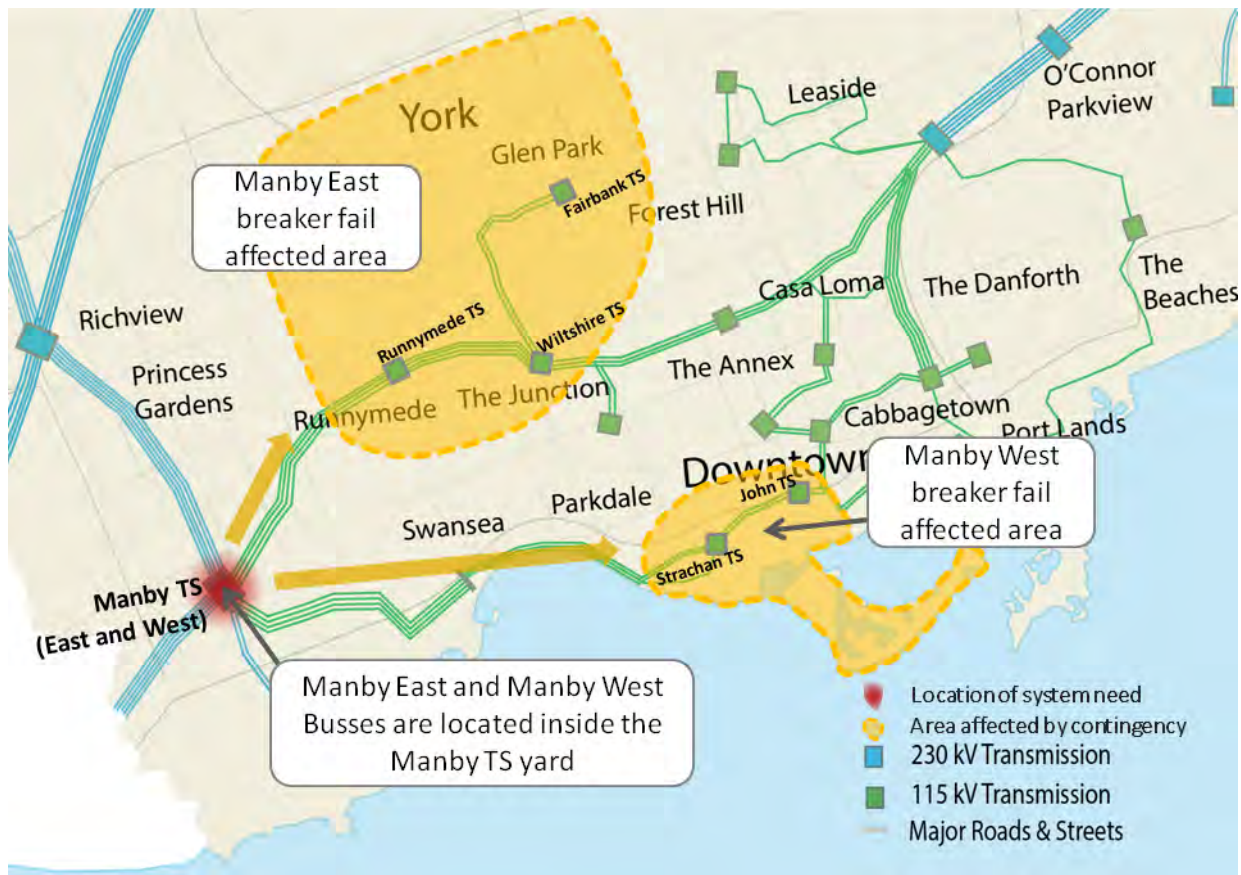 York
Glen Park
Fairbank TS
Manby East
breaker fail
affected area
Leaside
O'Connor
Parkview
Forest Hill
Richview
Princess
Gardens
Runnymede TS
Wiltshire TS
Casa Loma
The Danforth
The
Beaches
The Annex
Runnymede
The Junction
Cabbagetown
Port Lands
Downtown
Manby West
breaker fail
affected area
John TS
Parkdale
Swansea
Strachan TS
Manby TS
(East and West)
Manby East and Manby West
Busses are located inside the
Manby TS yard
Location of system need
Area affected by contingency
230 kV Transmission
115 kV Transmission
Major Roads & Streets